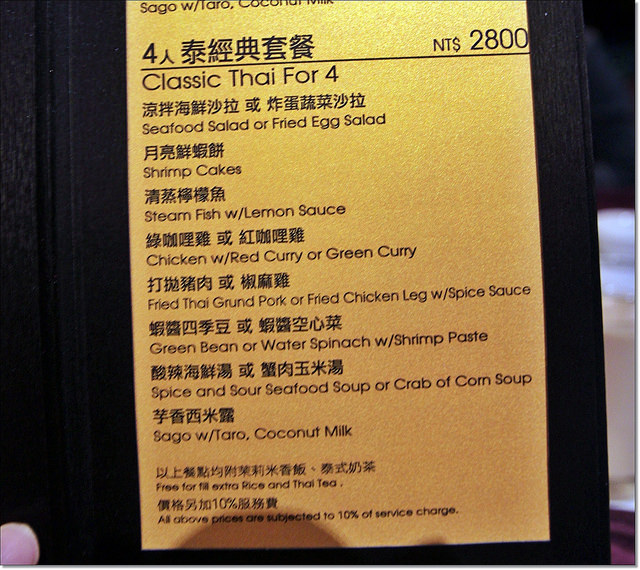 Sago w/Taro, Coconut Milk
4人 泰經典套餐 NT$ 2800
Classic Thai For 4
涼拌海鮮沙拉 或 炸蛋蔬菜沙拉
Seafood Salad or Fried Egg Salad
月亮鮮蝦餅
Shrimp Cakes
清蒸檸檬魚
Steam Fish w/Lemon Sauce
綠咖哩雞 或 紅咖哩雞
Chicken w/Red Curry or Green Curry
打拋豬肉 或 椒麻雞
Fried Thai Grund Pork or Fried Chicken Leg w/Spice Sauce
蝦醬四季豆 或 蝦醬空心菜
Green Bean or Water Spinach w/Shrimp Paste
酸辣海鮮湯 或 蟹肉玉米湯
Spice and Sour Seafood Soup or Crab of Corn Soup
芋香西米露
Sago w/Taro, Coconut Milk
以上餐點均附茉莉米香飯、泰式奶茶
Free for fill extra Rice and Thai Tea .
價格另加10%服務費
All above prices are subjected to 10% of service charge.